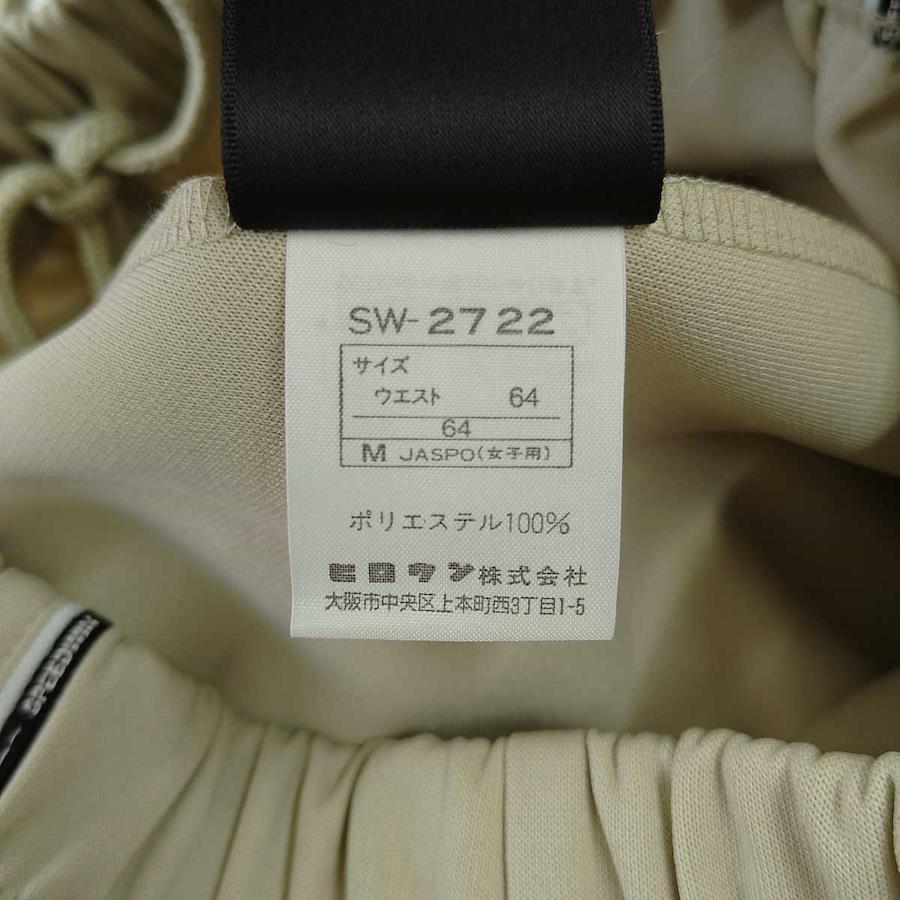 SW-2722
サイズ
ウエスト 64
64
M JASPO(女子用)
ポリエステル100%
ヒロウン株式会社
大阪市中央区上本町西3丁目1-5